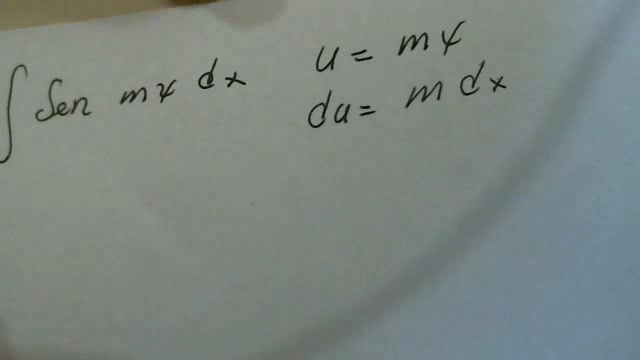 ∫ Sen mx dx u = mx
du = m dx